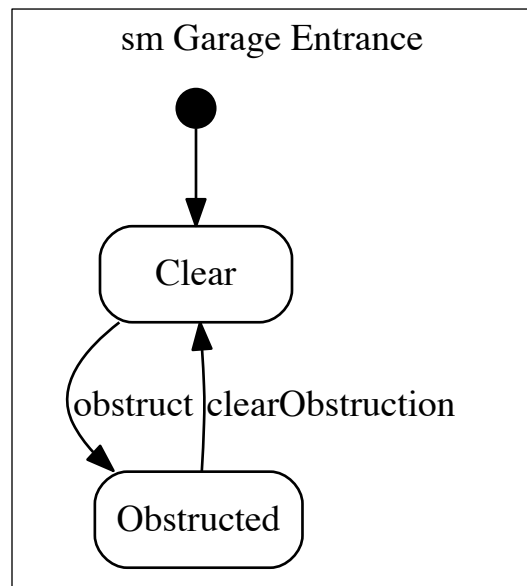 sm Garage Entrance
Clear
obstruct
clearObstruction
Obstructed